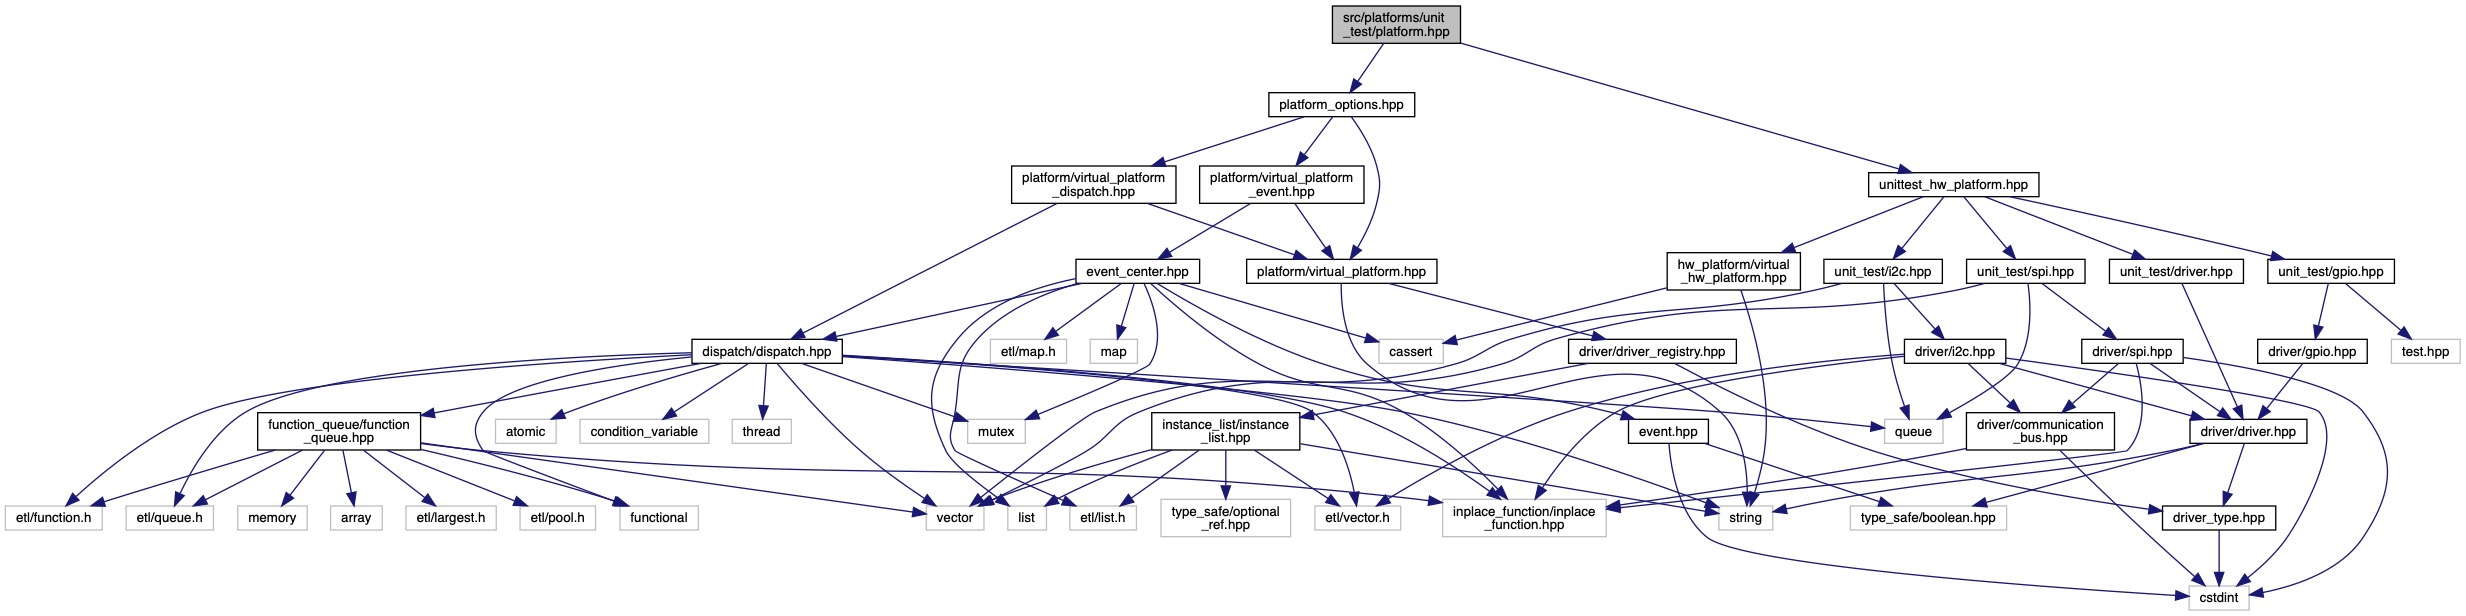 src/platforms/unit
_test/platform.hpp
platform_options.hpp
platform/virtual_platform
_dispatch.hpp
platform/virtual_platform
_event.hpp
unittest_hw_platform.hpp
event_center.hpp
platform/virtual_platform.hpp
hw_platform/virtual
_hw_platform.hpp
unit_test/i2c.hpp
unit_test/spi.hpp
unit_test/driver.hpp
unit_test/gpio.hpp
dispatch/dispatch.hpp
etl/map.h
map
cassert
driver/driver_registry.hpp
driver/i2c.hpp
driver/spi.hpp
driver/gpio.hpp
test.hpp
function_queue/function
_queue.hpp
atomic
condition_variable
thread
mutex
instance_list/instance
_list.hpp
event.hpp
queue
driver/communication
_bus.hpp
driver/driver.hpp
etl/function.h
etl/queue.h
memory
array
etl/largest.h
etl/pool.h
functional
vector
list
etl/list.h
type_safe/optional
_ref.hpp
etl/vector.h
inplace_function/inplace
_function.hpp
string
type_safe/boolean.hpp
driver_type.hpp
cstdint